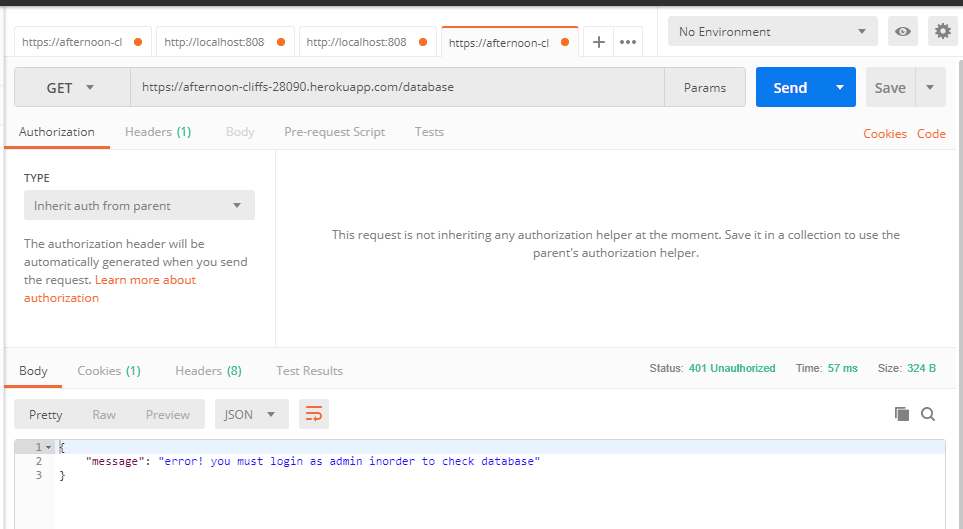 https://afternoon-cl
http://localhost:808
http://localhost:808
https://afternoon-cl
No Environment
GET
https://afternoon-cliffs-28090.herokuapp.com/database
Params
Send
Save
Authorization
Headers (1)
Body
Pre-request Script
Tests
Cookies
Code
TYPE
Inherit auth from parent
The authorization header will be
automatically generated when you send
the request. Learn more about
authorization
This request is not inheriting any authorization helper at the moment. Save it in a collection to use the
parent's authorization helper.
Body
Cookies (1)
Headers (8)
Test Results
Status: 401 Unauthorized
Time: 57 ms
Size: 324 B
Pretty
Raw
Preview
JSON
1 {
2 "message": "error! you must login as admin inorder to check database"
3 }